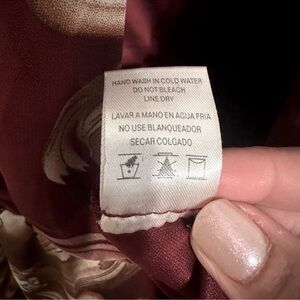 HAND WASH IN COLD WATER
DO NOT BLEACH
LINE DRY
LAVAR A MANO EN AGUA FRIA
NO USE BLANQUEADOR
SECAR COLGADO